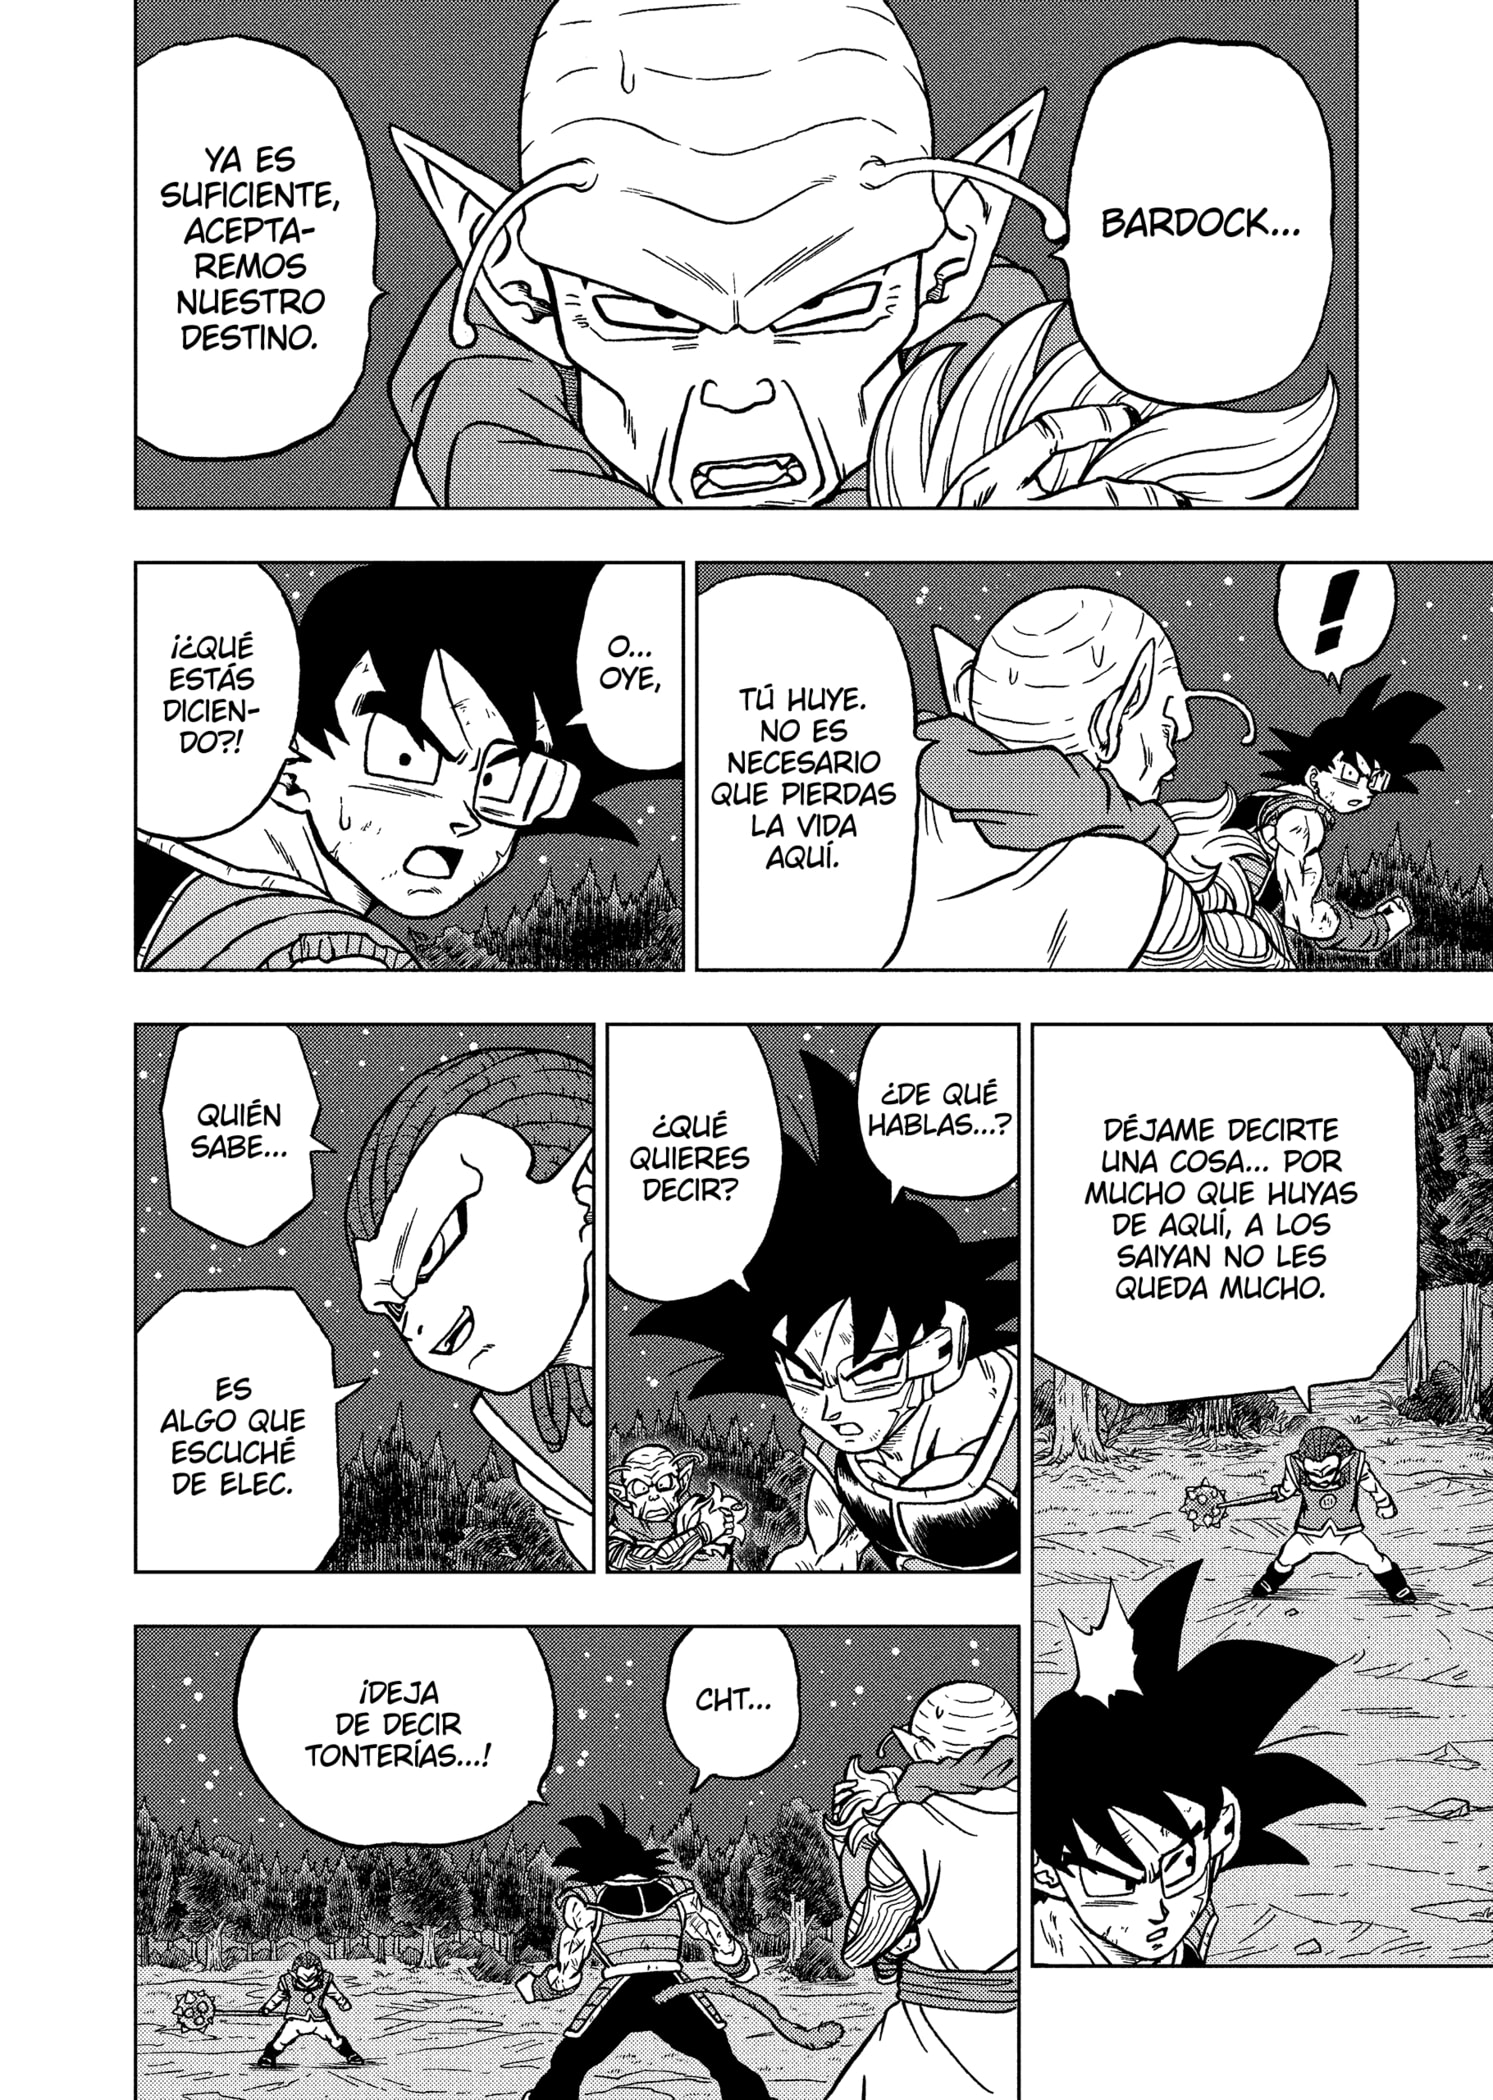 BARDOCK...
YA ES
SUFICIENTE,
ACEPTA-
REMOS
NUESTRO
DESTINO.
!
TÚ HUYE.
NO ES
NECESARIO
QUE PIERDAS
LA VIDA
AQUÍ.
O...
OYE,
¡¿QUÉ
ESTÁS
DICIEN-
DO?!
DÉJAME DECIRTE
UNA COSA... POR
MUCHO QUE HUYAS
DE AQUÍ, A LOS
SAIYAN NO LES
QUEDA MUCHO.
¿DE QUÉ
HABLAS...?
¿QUÉ
QUIERES
DECIR?
QUIÉN
SABE...
ES
ALGO QUE
ESCUCHÉ
DE ELEC.
CHT...
¡DEJA
DE DECIR
TONTERÍAS...!